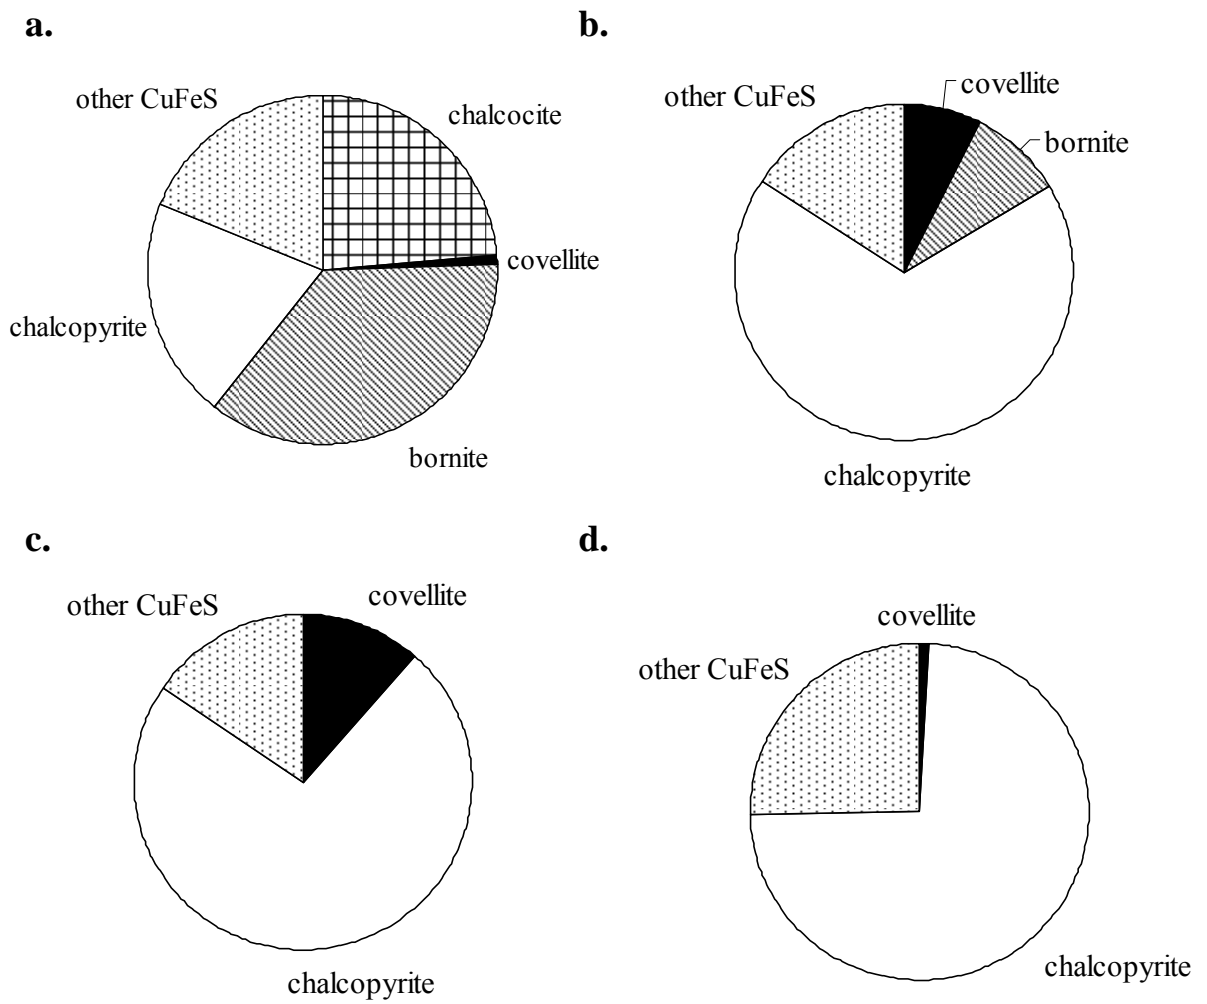 a.
other CuFeS
chalcocite
covellite
chalcopyrite
bornite
b.
other CuFeS
covellite
bornite
chalcopyrite
c.
other CuFeS
covellite
chalcopyrite
d.
covellite
other CuFeS
chalcopyrite